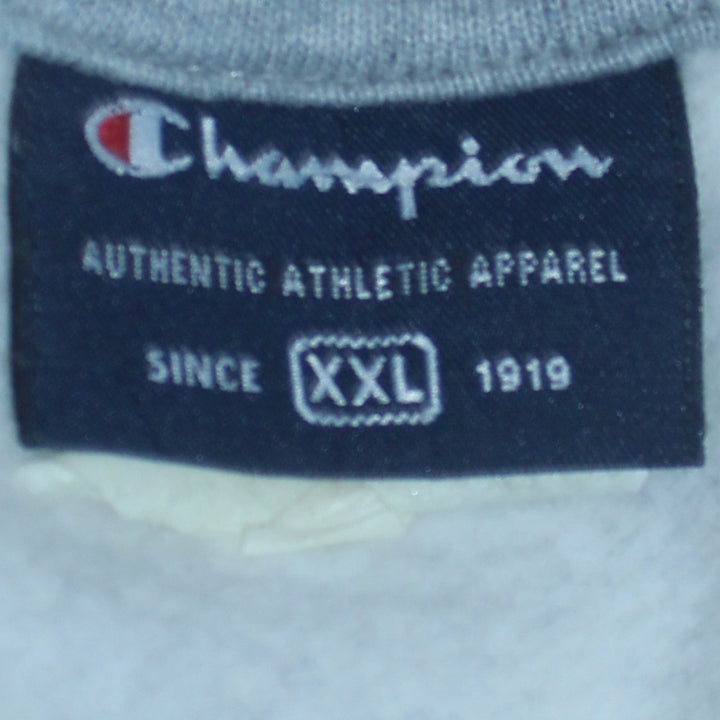 Champion
AUTHENTIC ATHLETIC APPAREL
SINCE XXL 1919